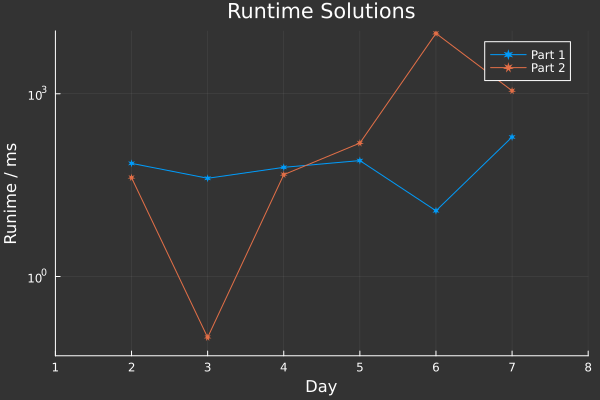 Runtime Solutions
Part 1
Part 2
10³
10⁰
Runime / ms
1 2 3 4 5 6 7 8
Day